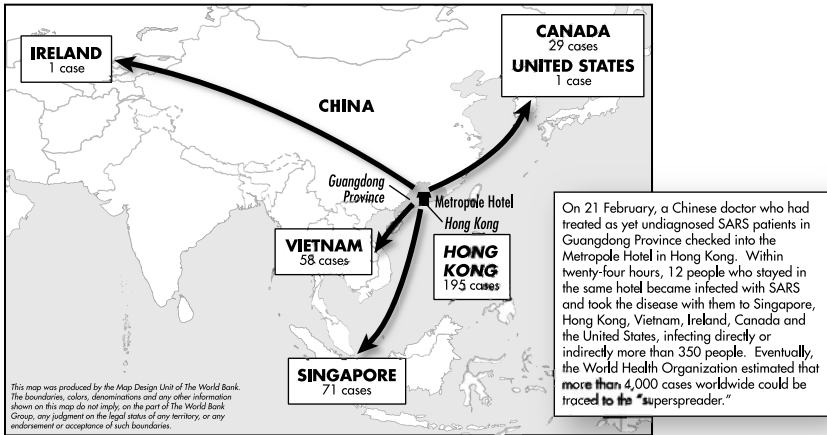 IRELAND
1 case
CANADA
29 cases
UNITED STATES
1 case
CHINA
Guangdong
Province
Metropole Hotel
Hong Kong
VIETNAM
58 cases
HONG
KONG
195 cases
SINGAPORE
71 cases
On 21 February, a Chinese doctor who had
treated as yet undiagnosed SARS patients in
Guangdong Province checked into the
Metropole Hotel in Hong Kong. Within
twenty-four hours, 12 people who stayed in
the same hotel became infected with SARS
and took the disease with them to Singapore,
Hong Kong, Vietnam, Ireland, Canada and
the United States, infecting directly or
indirectly more than 350 people. Eventually,
the World Health Organization estimated that
more than 4,000 cases worldwide could be
traced to the "superspreader."
This map was produced by the Map Design Unit of The World Bank.
The boundaries, colors, denominations and any other information
shown on this map do not imply, on the part of The World Bank
Group, any judgment on the legal status of any territory, or any
endorsement or acceptance of such boundaries.